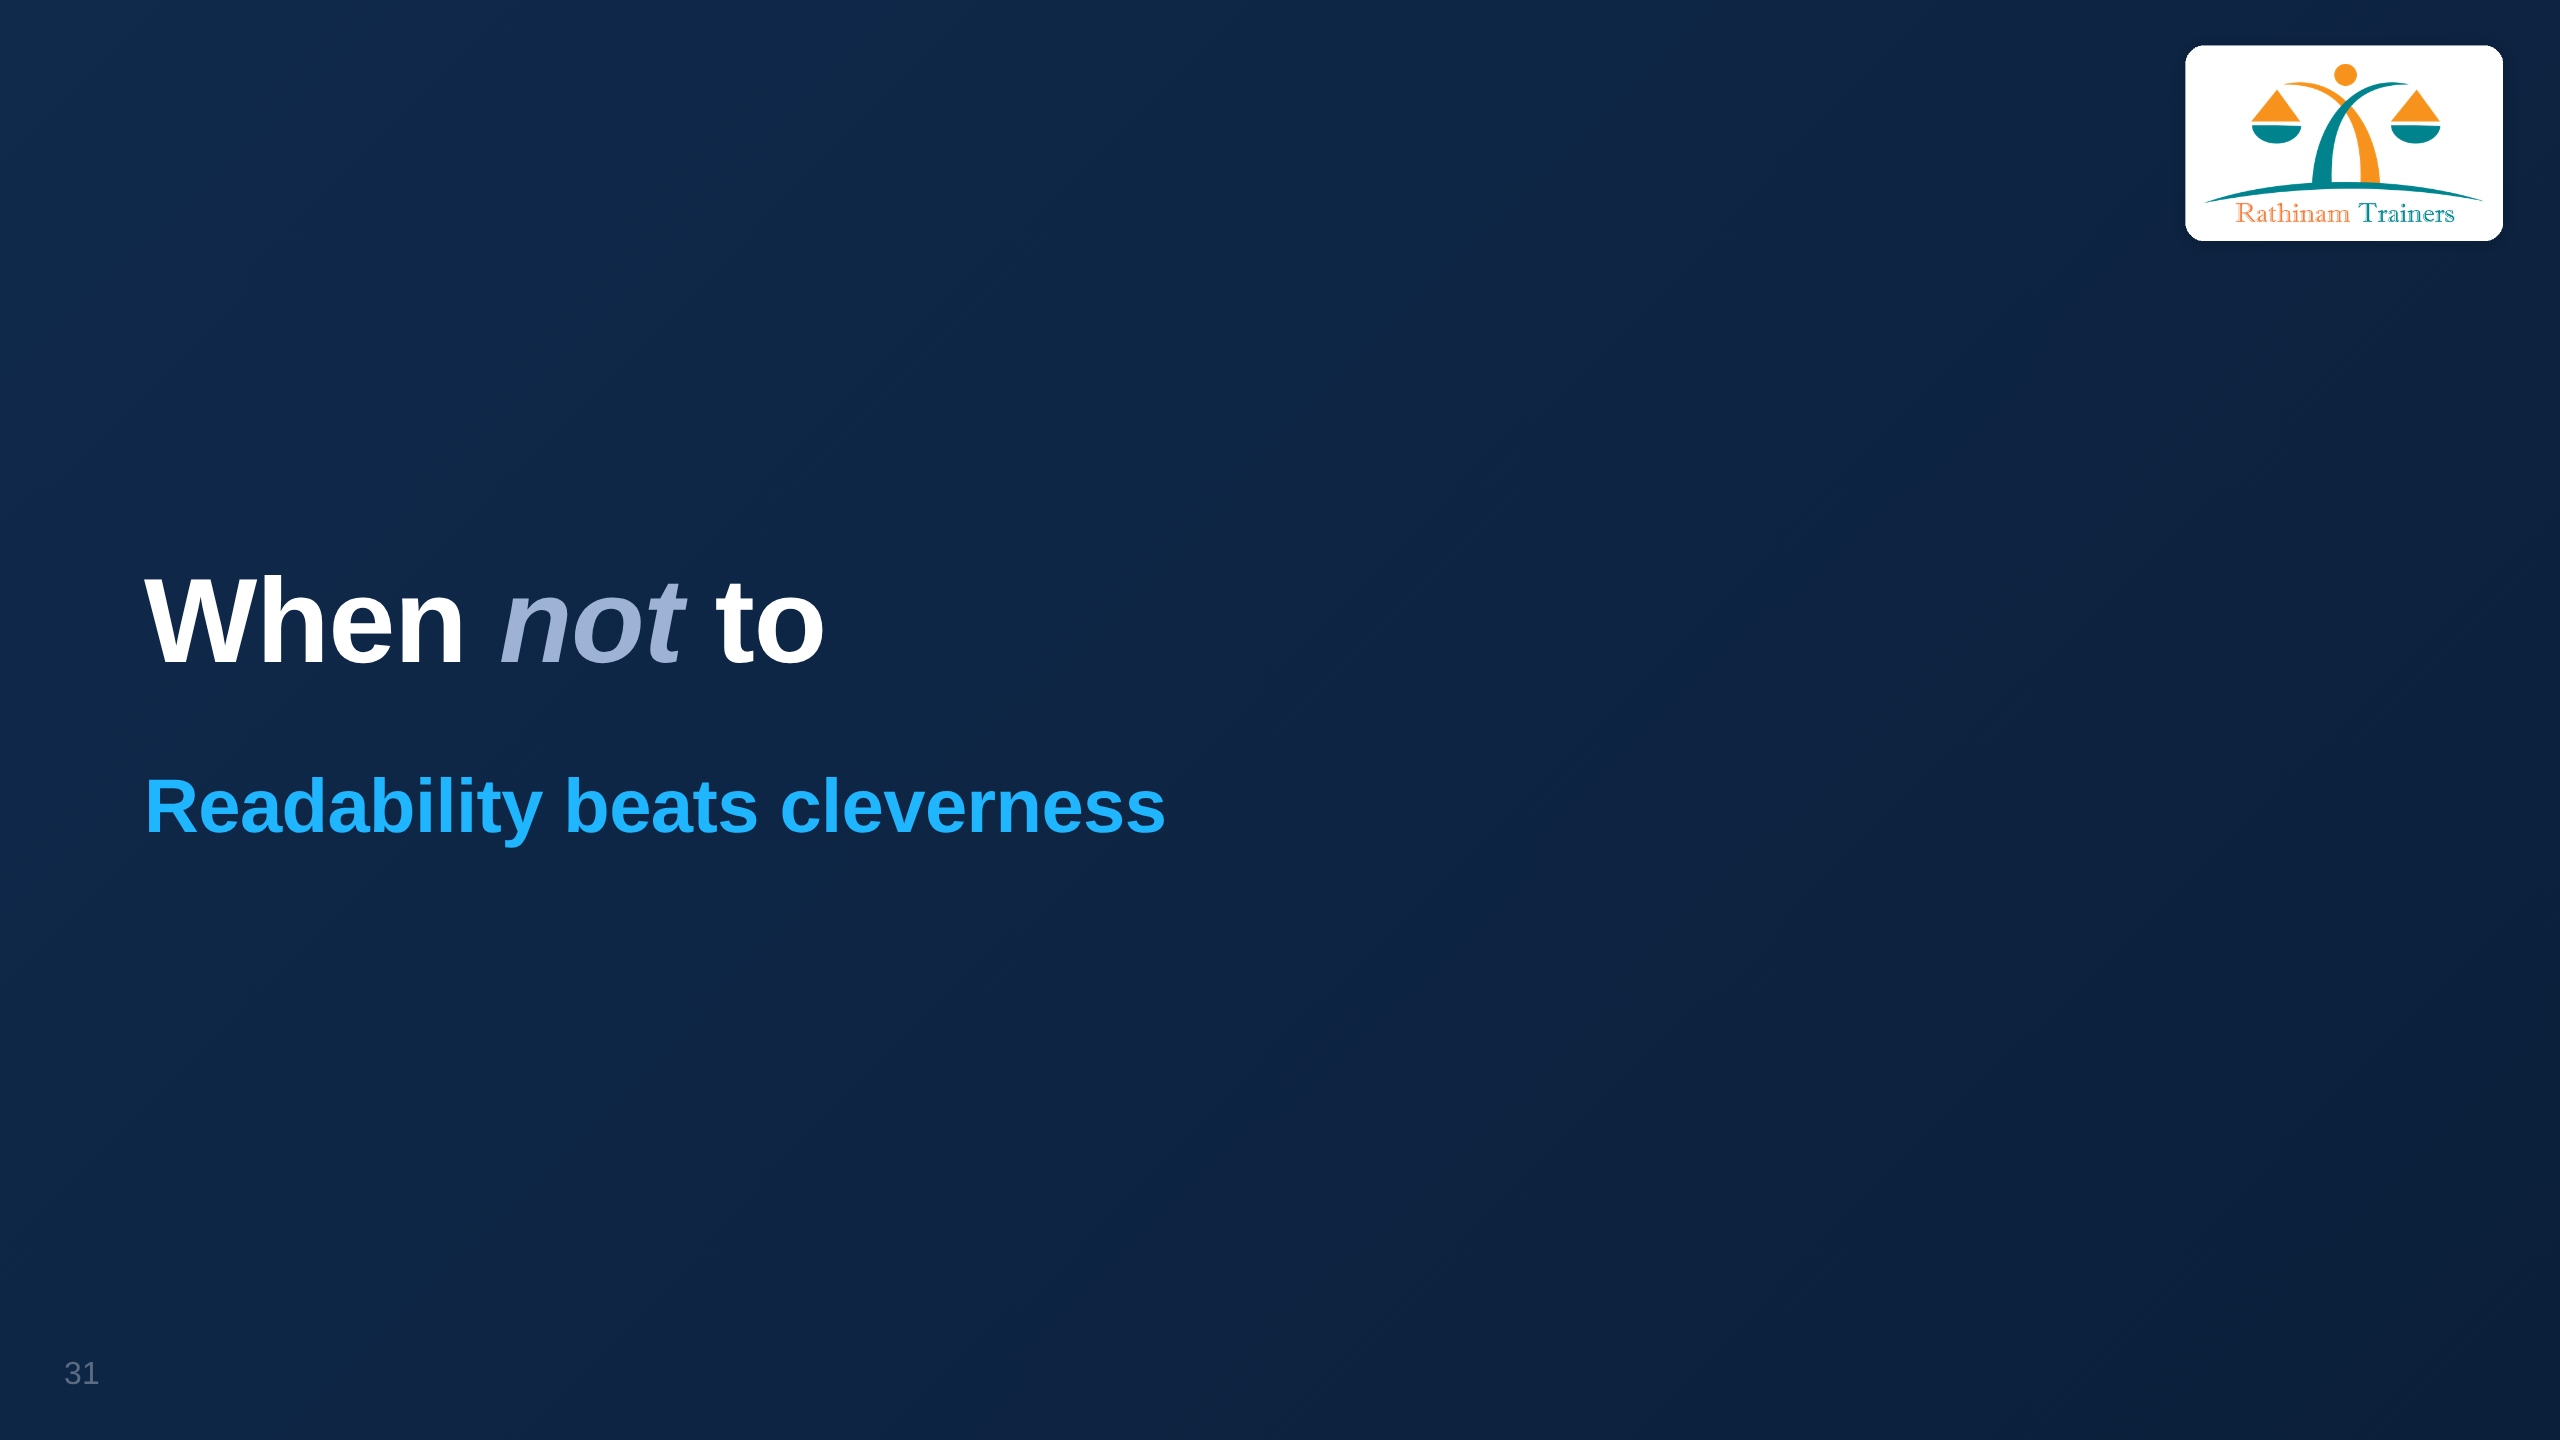 Rathinam Trainers
When not to
Readability beats cleverness
31